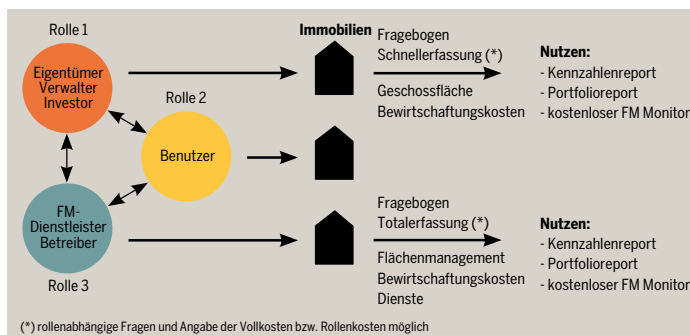 Rolle 1
Eigentümer
Verwalter
Investor
Rolle 2
Benutzer
FM-
Dienstleister
Betreiber
Rolle 3
Immobilien
Fragebogen
Schnellerfassung (*)
Geschossfläche
Bewirtschaftungskosten
Nutzen:
- Kennzahlenreport
- Portfolioreport
- kostenloser FM Monitor
Fragebogen
Totalerfassung (*)
Flächenmanagement
Bewirtschaftungskosten
Dienste
Nutzen:
- Kennzahlenreport
- Portfolioreport
- kostenloser FM Monitor
(*) rollenabhängige Fragen und Angabe der Vollkosten bzw. Rollenkosten möglich